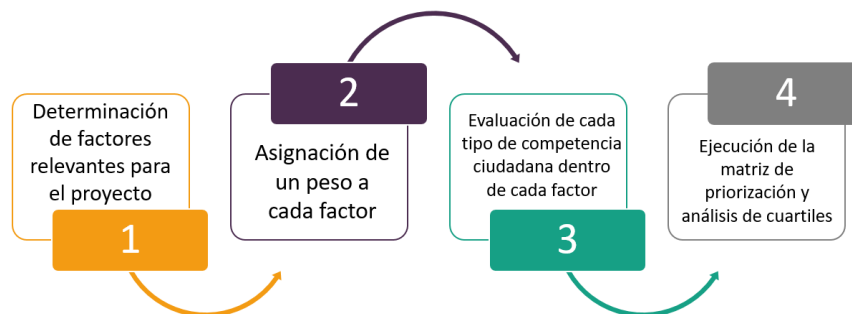 Determinación
de factores
relevantes para
el proyecto
1
2
Asignación de
un peso a
cada factor
Evaluación de cada
tipo de competencia
ciudadana dentro
de cada factor
3
4
Ejecución de la
matriz de
priorización y
análisis de cuartiles